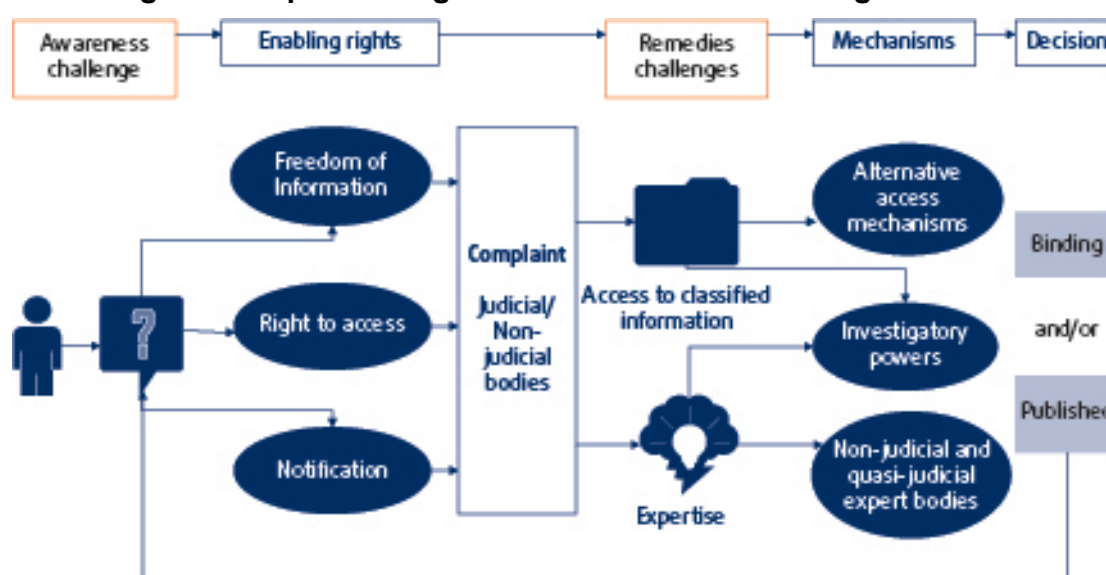 Awareness
challenge
Enabling rights
Remedies
challenges
Mechanisms
Decision
Freedom of
Information
Right to access
Notification
Complaint
Judicial/
Non-
judicial
bodies
Access to classified
information
Expertise
Alternative
access
mechanisms
Investigatory
powers
Non-judicial and
quasi-judicial
expert bodies
Binding
and/or
Published
?